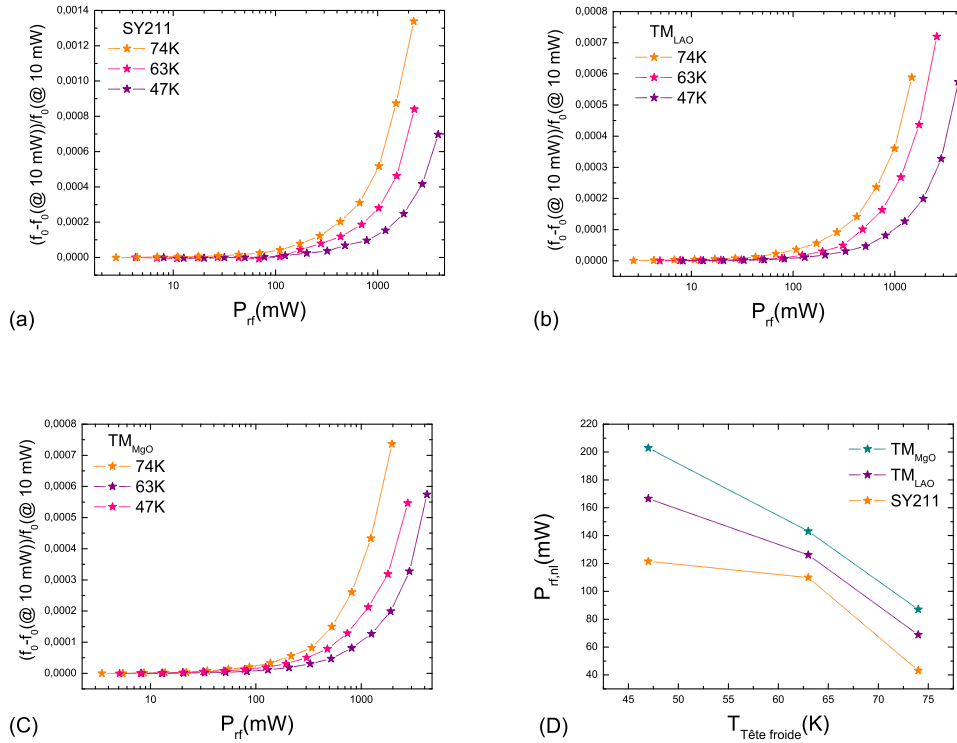 SY211
74K
63K
47K
0,0014
0,0012
0,0010
0,0008
0,0006
0,0004
0,0002
0,0000
(f0-f0(@ 10 mW))/f0(@ 10 mW)
10 100 1000
Prf(mW)
(a)
TMLAO
74K
63K
47K
0,0007
0,0006
0,0005
0,0004
0,0003
0,0002
0,0001
0,0000
(f0-f0(@ 10 mW))/f0(@ 10 mW)
10 100 1000
Prf(mW)
(b)
TMMgO
74K
63K
47K
0,0008
0,0007
0,0006
0,0005
0,0004
0,0003
0,0002
0,0001
0,0000
(f0-f0(@ 10 mW))/f0(@ 10 mW)
10 100 1000
Prf(mW)
(C)
TMMgO
TMLAO
SY211
220
200
180
160
140
120
100
80
60
40
Prf,nl(mW)
45 50 55 60 65 70 75
TTête froide(K)
(D)